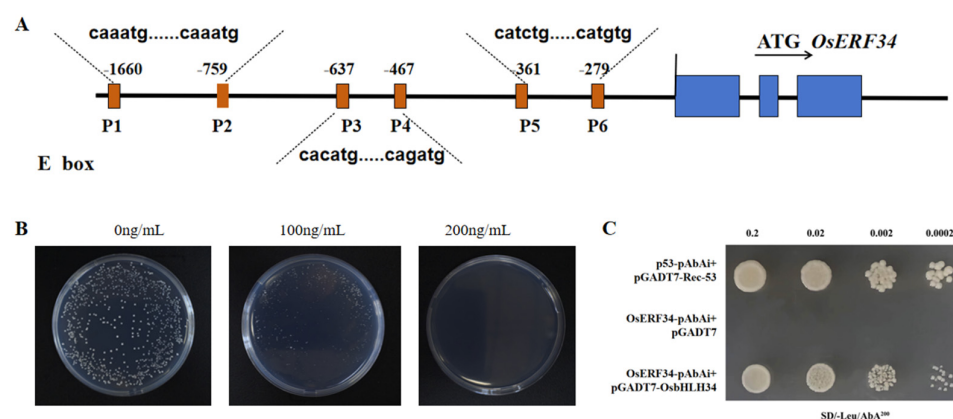 A
caaatg......caaatg
catctg.....catgtg
ATG OsERF34
-1660
-759
-637
-467
-361
-279
P1
P2
P3
P4
P5
P6
cacatg.....cagatg
E box
B
0ng/mL
100ng/mL
200ng/mL
C
0.2
0.02
0.002
0.0002
p53-pAbAi+
pGADT7-Rec-53
OsERF34-pAbAi+
pGADT7
OsERF34-pAbAi+
pGADT7-OsbHLH34
SD/-Leu/AbA²⁰⁰